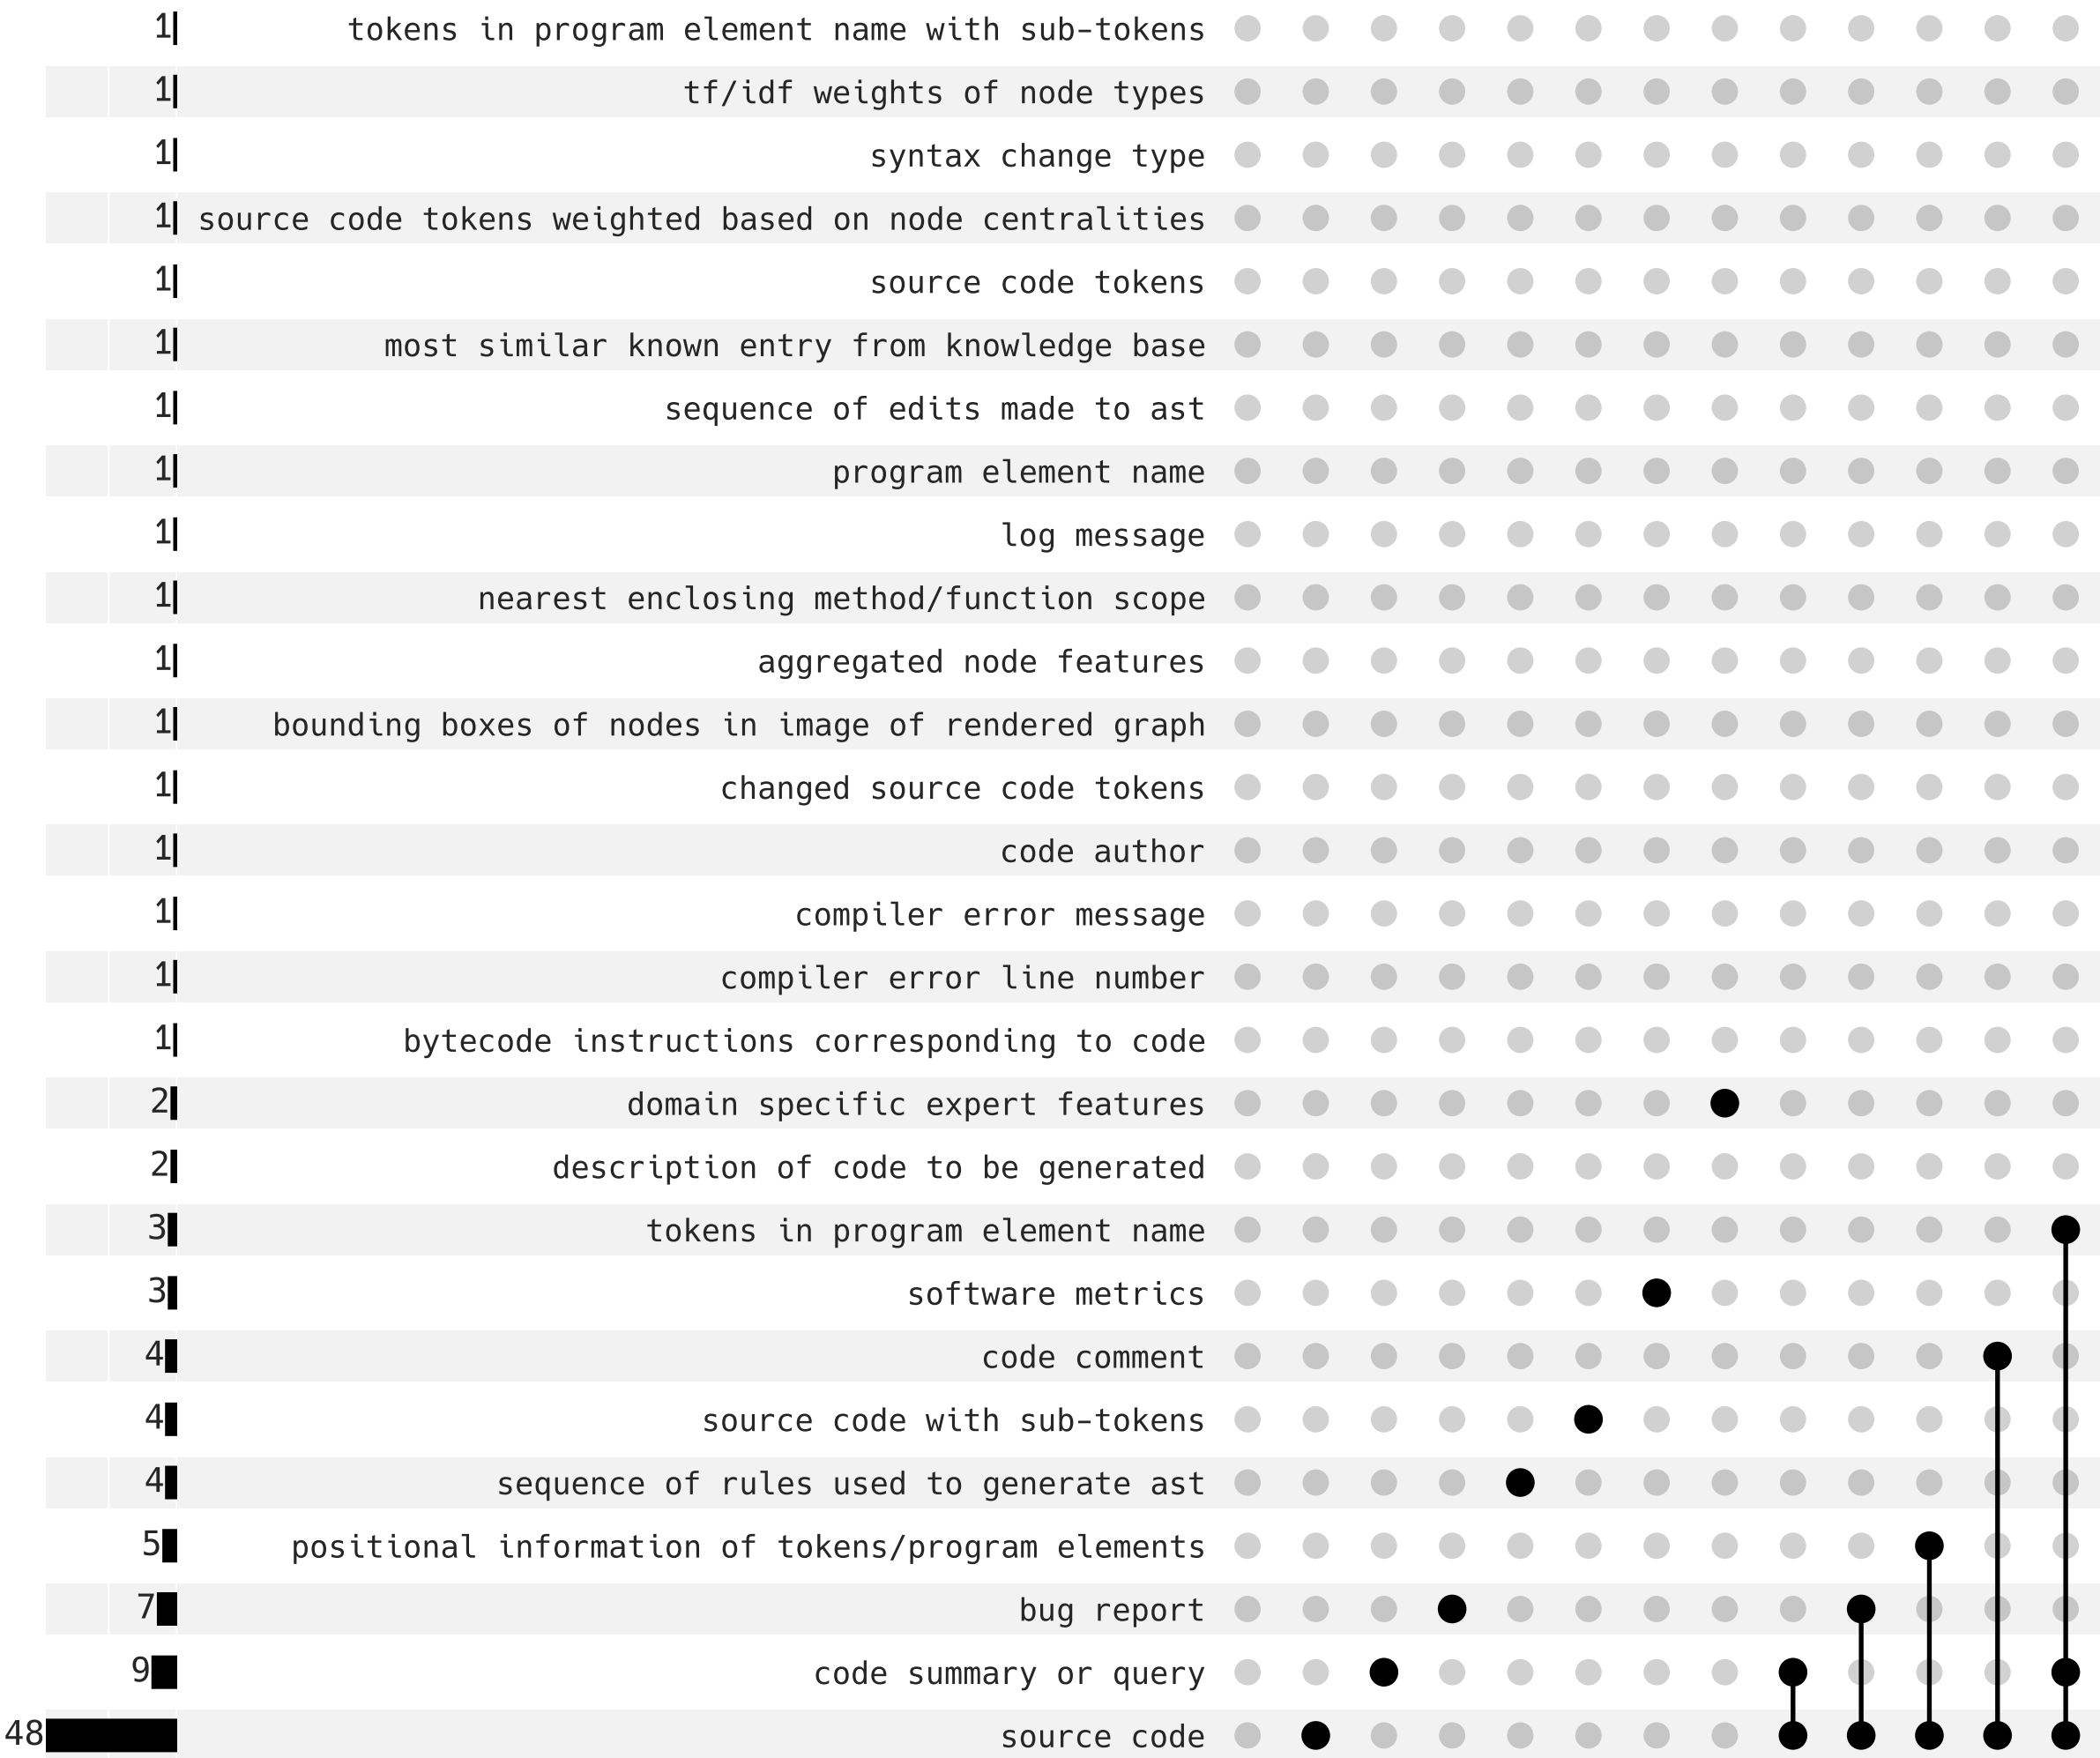 1 tokens in program element name with sub-tokens
1 tf/idf weights of node types
1 syntax change type
1 source code tokens weighted based on node centralities
1 source code tokens
1 most similar known entry from knowledge base
1 sequence of edits made to ast
1 program element name
1 log message
1 nearest enclosing method/function scope
1 aggregated node features
1 bounding boxes of nodes in image of rendered graph
1 changed source code tokens
1 code author
1 compiler error message
1 compiler error line number
1 bytecode instructions corresponding to code
2 domain specific expert features
2 description of code to be generated
3 tokens in program element name
3 software metrics
4 code comment
4 source code with sub-tokens
4 sequence of rules used to generate ast
5 positional information of tokens/program elements
7 bug report
9 code summary or query
48 source code